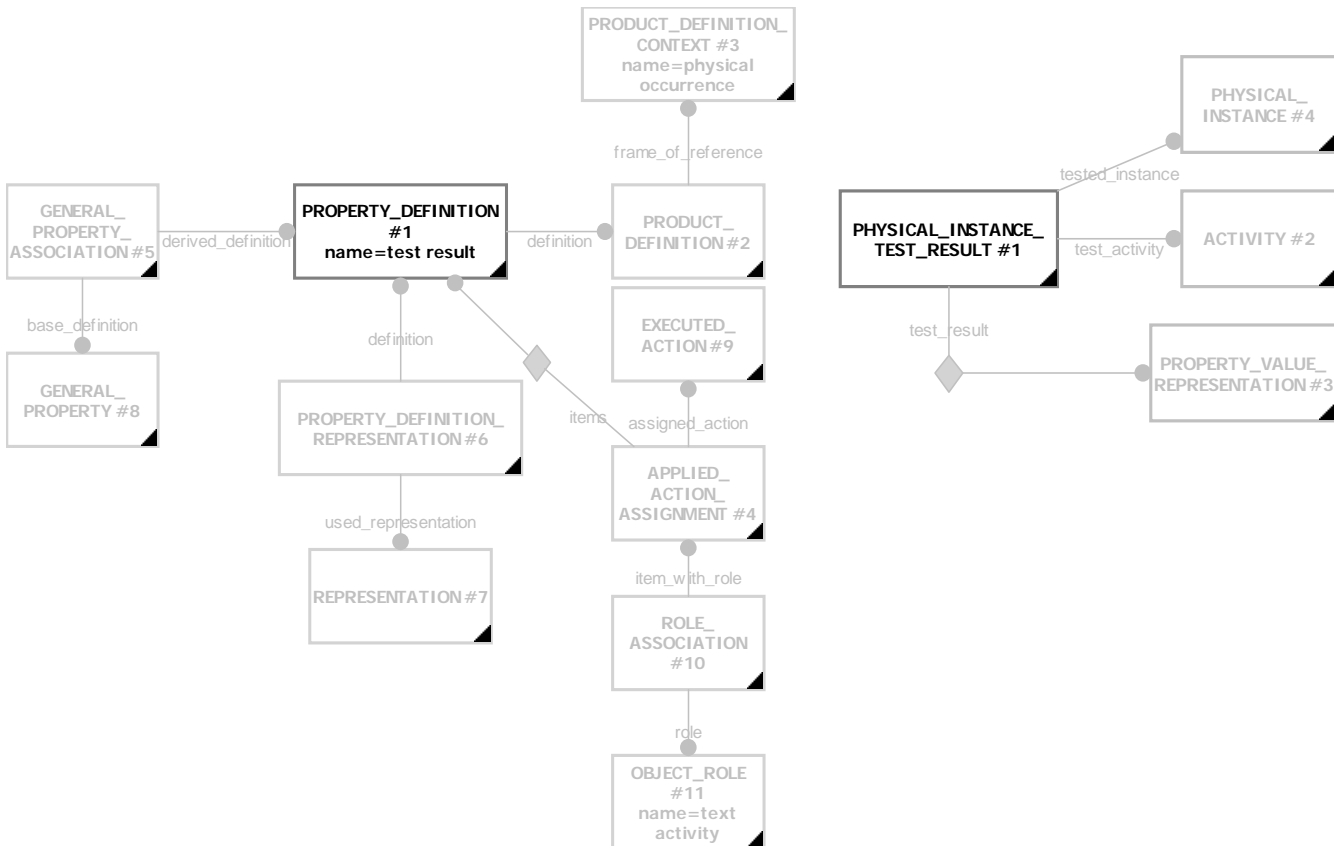 PRODUCT_DEFINITION_
CONTEXT #3
name=physical
occurrence
frame_of_reference
GENERAL_
PROPERTY_
ASSOCIATION #5
derived_definition
PROPERTY_DEFINITION
#1
name=test result
definition
PRODUCT_
DEFINITION #2
base_definition
GENERAL_
PROPERTY #8
definition
EXECUTED_
ACTION #9
items
assigned_action
PROPERTY_DEFINITION_
REPRESENTATION #6
APPLIED_
ACTION_
ASSIGNMENT #4
used_representation
REPRESENTATION #7
item_with_role
ROLE_
ASSOCIATION
#10
role
OBJECT_ROLE
#11
name=text
activity
PHYSICAL_
INSTANCE #4
tested_instance
PHYSICAL_INSTANCE_
TEST_RESULT #1
test_activity
ACTIVITY #2
test_result
PROPERTY_VALUE_
REPRESENTATION #3